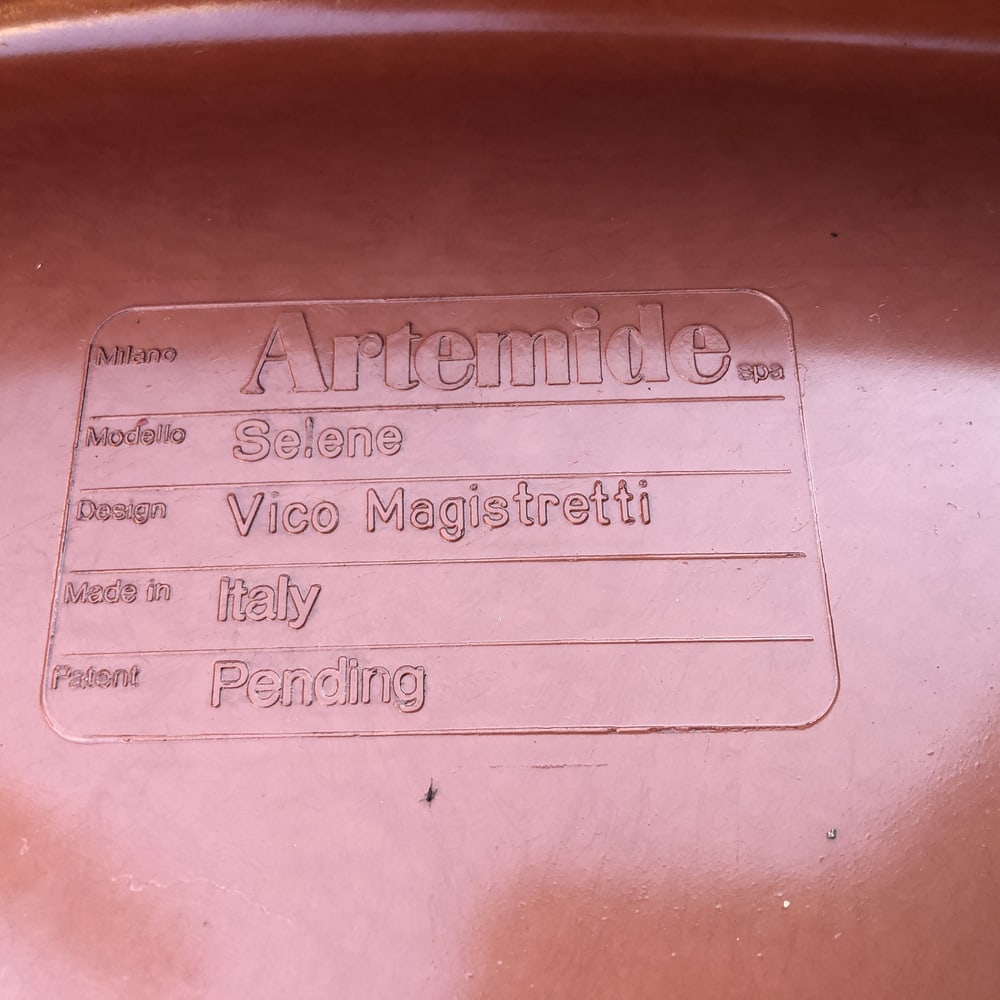 Milano Artemide spa
Modello Selene
Design Vico Magistretti
Made in Italy
Patent Pending